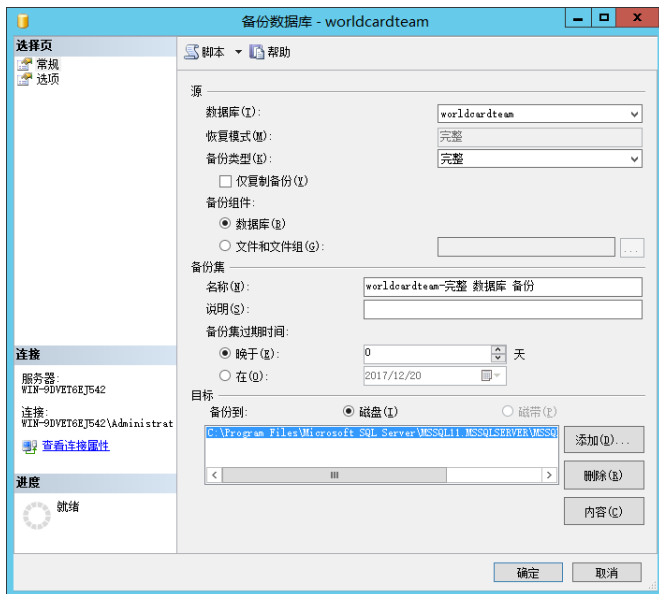 备份数据库 - worldcardteam
选择页
常规
选项
脚本 帮助
源
数据库(T): worldcardteam
恢复模式(M): 完整
备份类型(K): 完整
仅复制备份(Y)
备份组件:
数据库(B)
文件和文件组(G): ...
备份集
名称(N): worldcardteam-完整 数据库 备份
说明(S):
备份集过期时间:
晚于(E): 0 天
在(O): 2017/12/20
目标
备份到: 磁盘(I) 磁带(P)
C:\Program Files\Microsoft SQL Server\MSSQL11.MSSQLSERVER\MSSQ
添加(D)...
删除(R)
内容(C)
连接
服务器:
WIN-9DVET6EJ542
连接:
WIN-9DVET6EJ542\Administrat
查看连接属性
进度
就绪
确定 取消